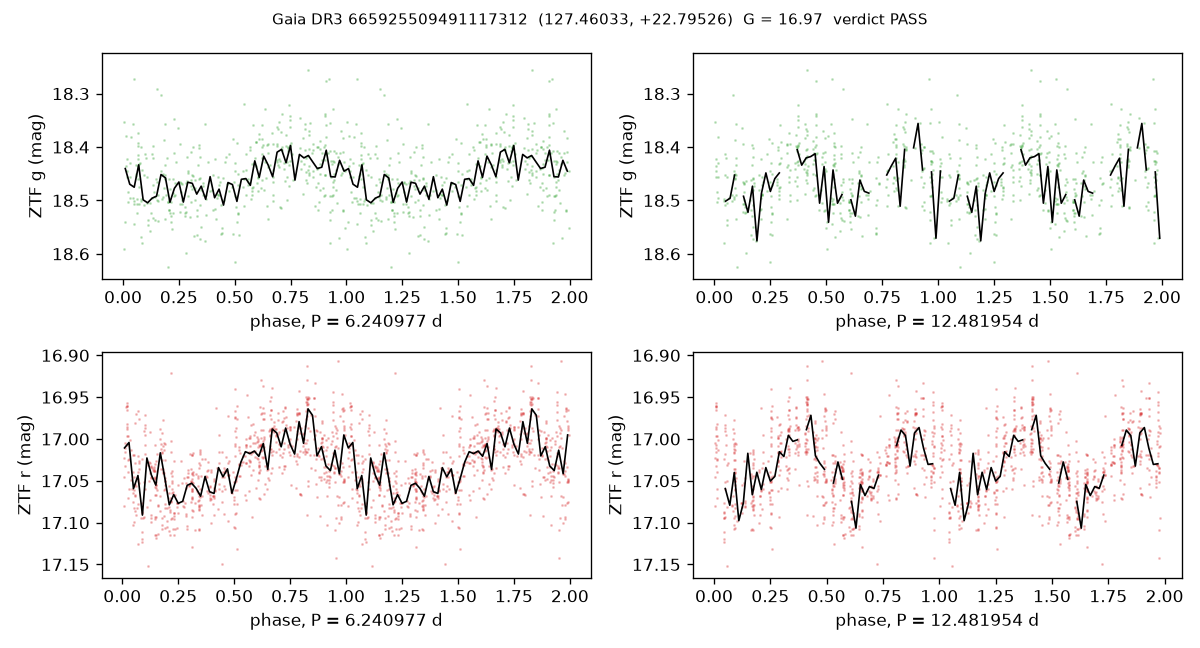 Gaia DR3 665925509491117312 (127.46033, +22.79526) G = 16.97 verdict PASS
ZTF g (mag)
18.3
18.4
18.5
18.6
0.00 0.25 0.50 0.75 1.00 1.25 1.50 1.75 2.00
phase, P = 6.240977 d
ZTF g (mag)
18.3
18.4
18.5
18.6
0.00 0.25 0.50 0.75 1.00 1.25 1.50 1.75 2.00
phase, P = 12.481954 d
ZTF r (mag)
16.90
16.95
17.00
17.05
17.10
17.15
0.00 0.25 0.50 0.75 1.00 1.25 1.50 1.75 2.00
phase, P = 6.240977 d
ZTF r (mag)
16.90
16.95
17.00
17.05
17.10
17.15
0.00 0.25 0.50 0.75 1.00 1.25 1.50 1.75 2.00
phase, P = 12.481954 d